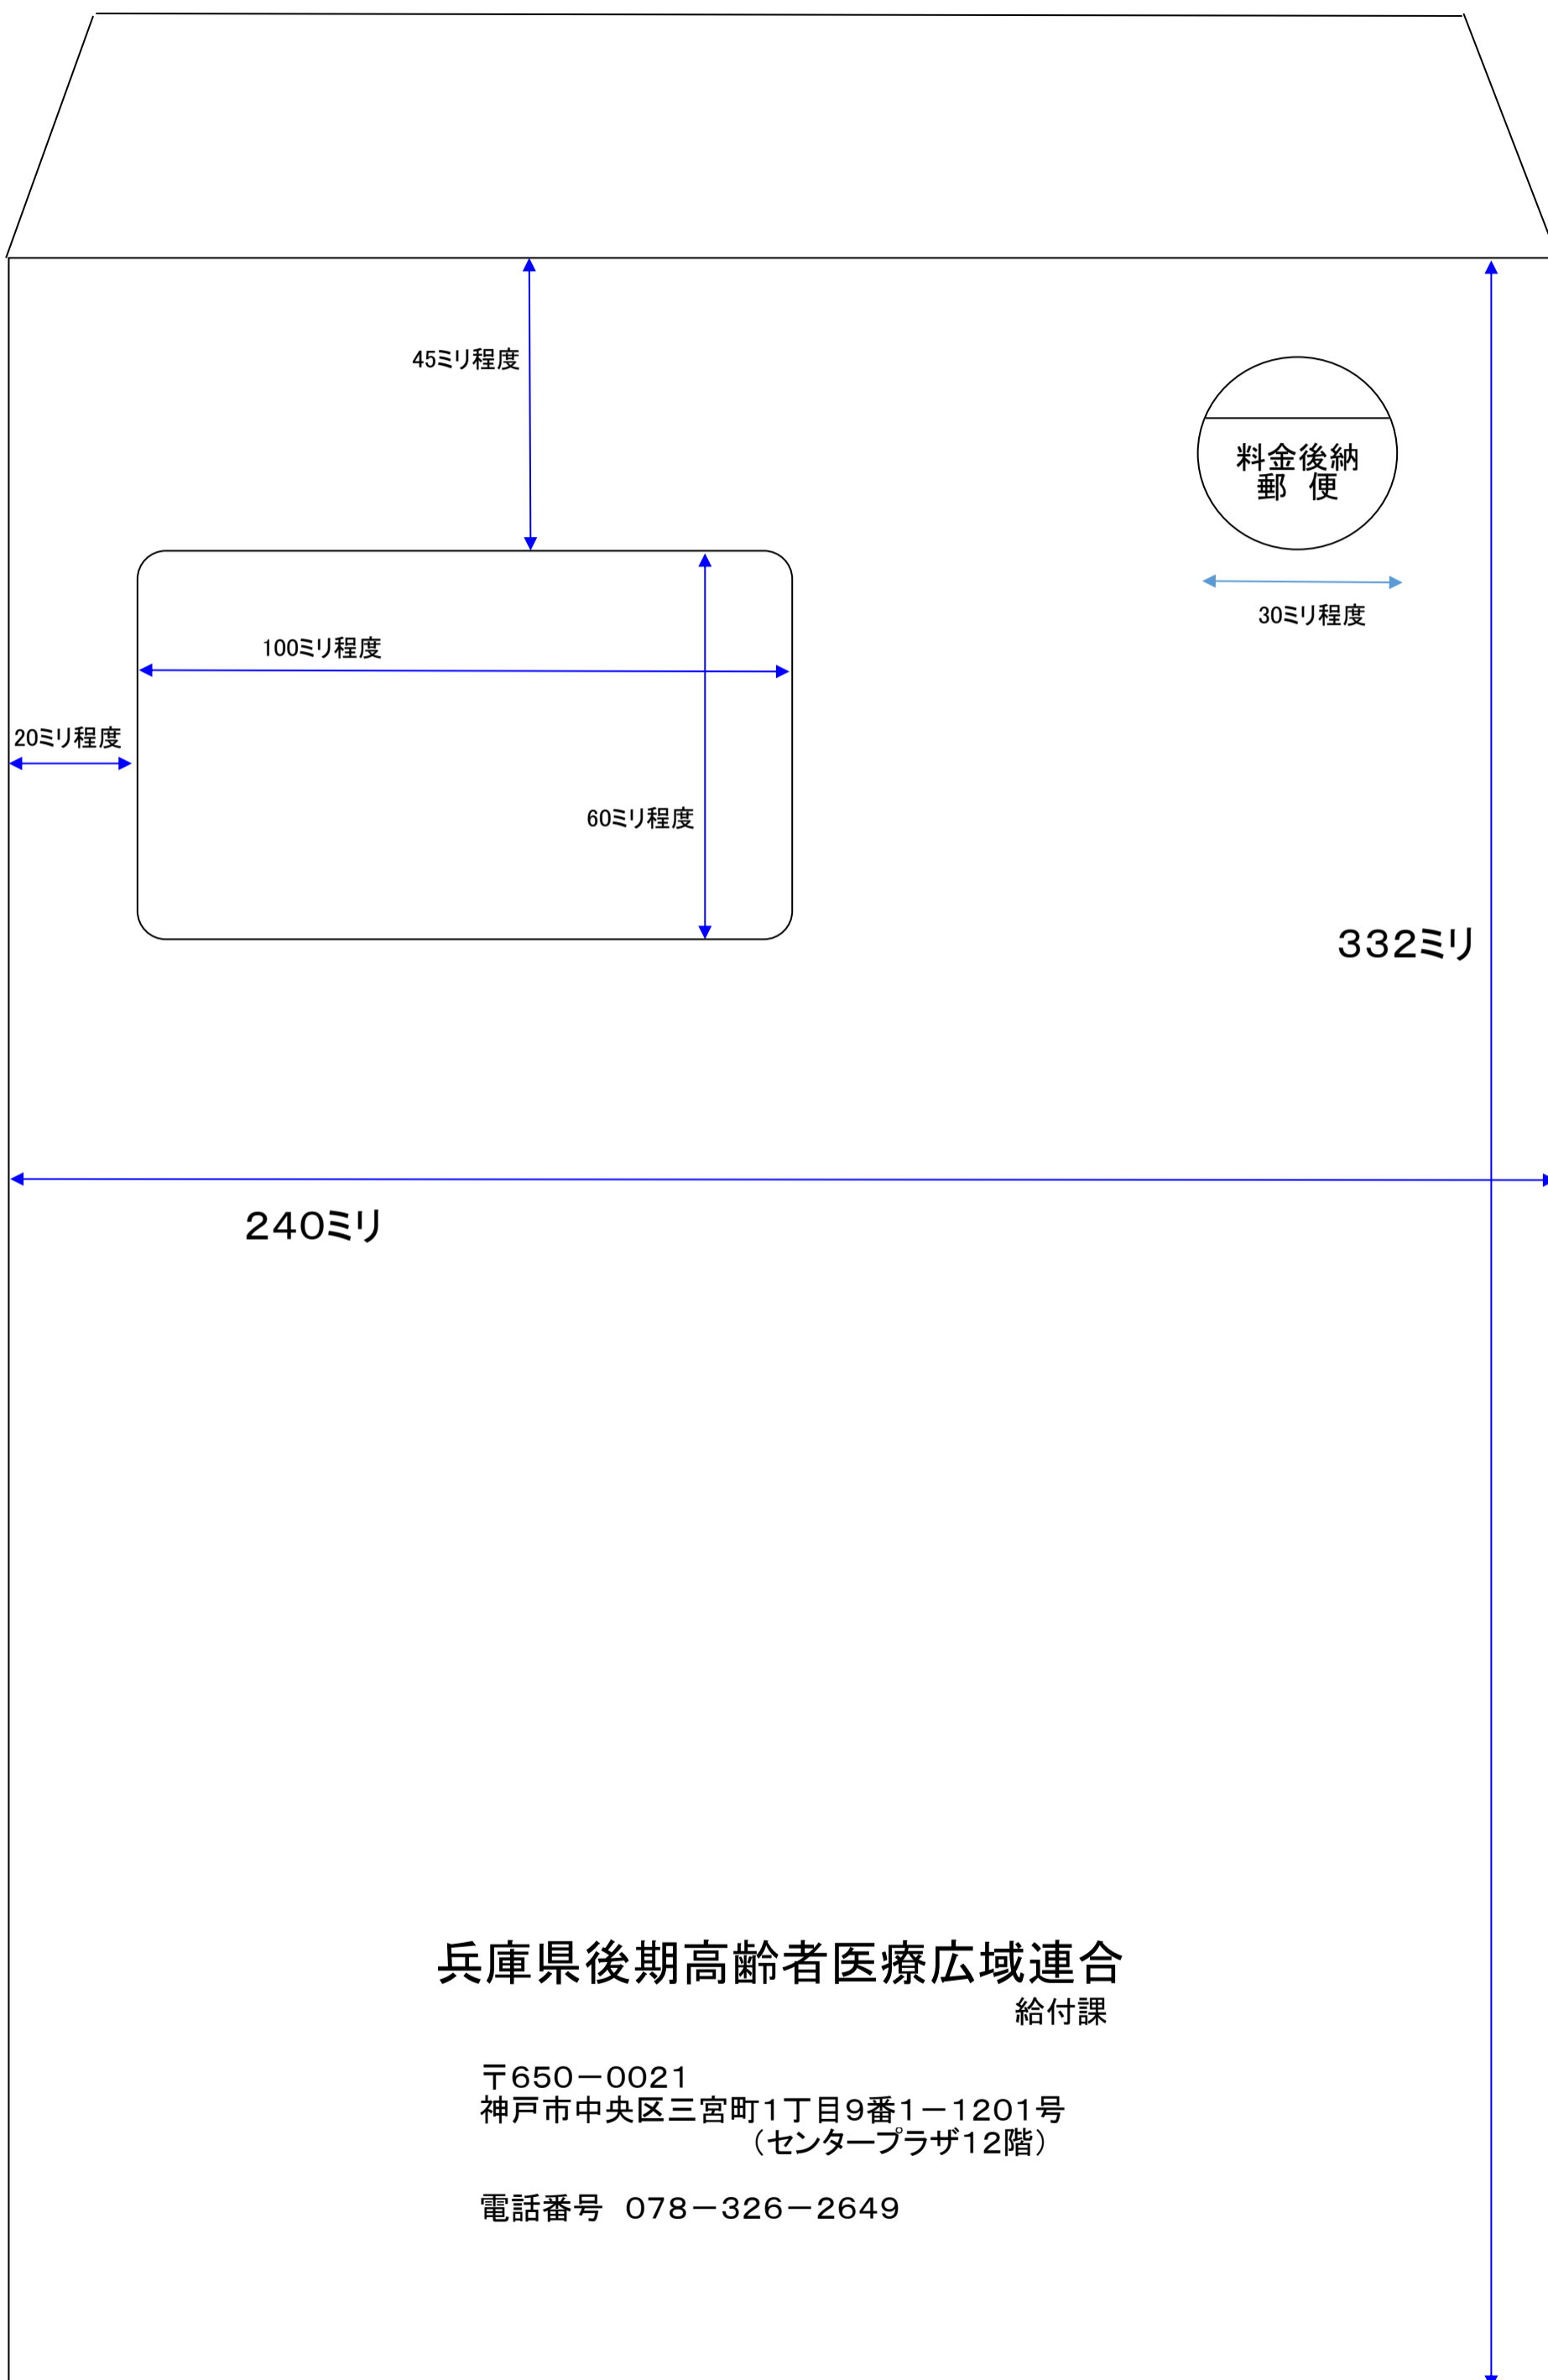 45ミリ程度
料金後納
郵 便
30ミリ程度
100ミリ程度
20ミリ程度
60ミリ程度
332ミリ
240ミリ
兵庫県後期高齢者医療広域連合
給付課
〒650－0021
神戸市中央区三宮町1丁目9番1－1201号
（センタープラザ12階）
電話番号 078－326－2649